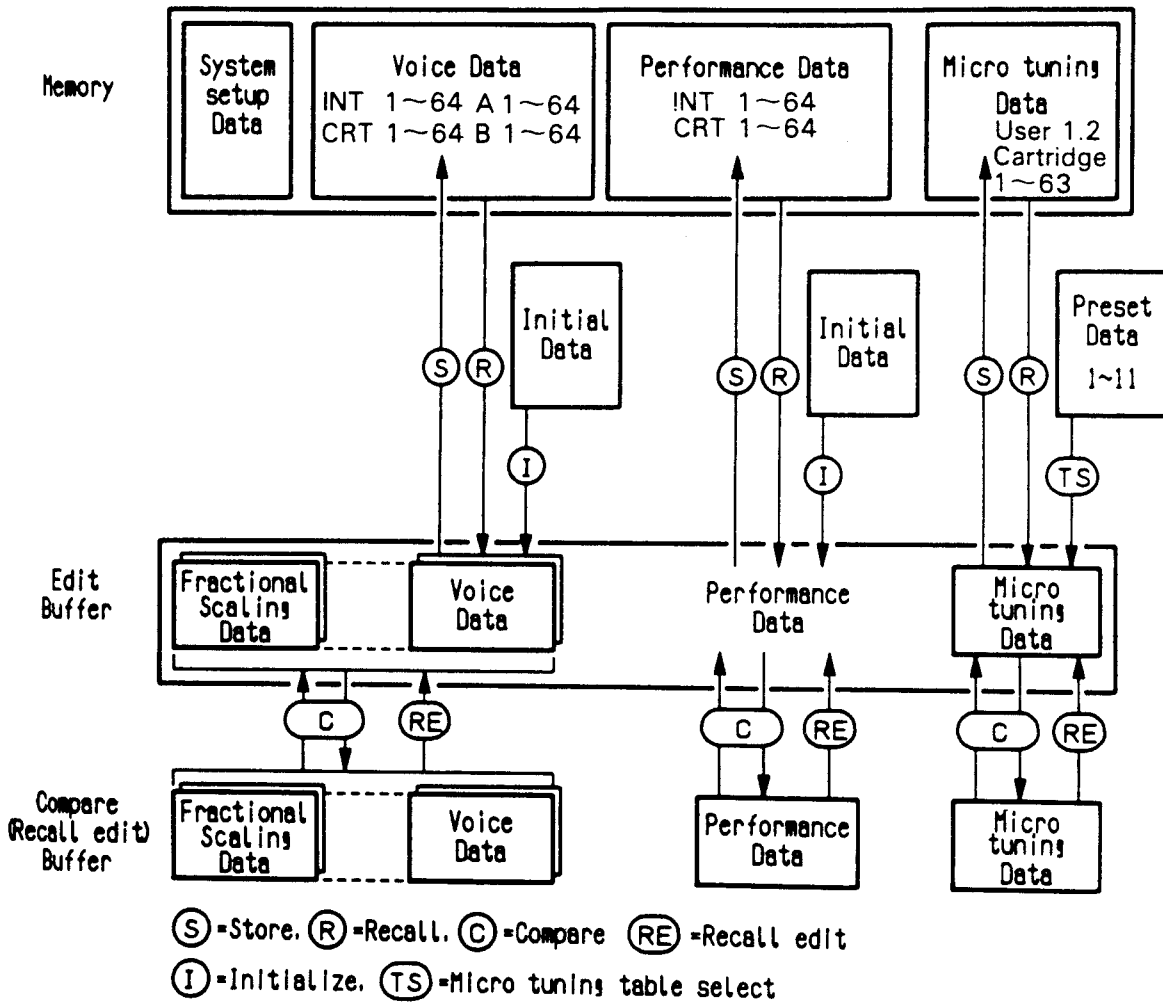 Memory
System
setup
Data
Voice Data
INT 1~64 A 1~64
CRT 1~64 B 1~64
Performance Data
INT 1~64
CRT 1~64
Micro tuning
Data
User 1.2
Cartridge
1~63
Initial
Data
Initial
Data
Preset
Data
1~11
S
R
S
R
S
R
I
I
TS
Edit
Buffer
Fractional
Scaling
Data
Voice
Data
Performance
Data
Micro
tuning
Data
C
RE
C
RE
C
RE
Compare
(Recall edit)
Buffer
Fractional
Scaling
Data
Voice
Data
Performance
Data
Micro
tuning
Data
S =Store. R =Recall. C =Compare RE =Recall edit
I =Initialize. TS =Micro tuning table select